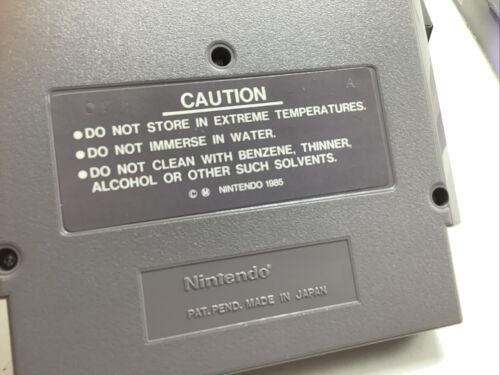 CAUTION
•DO NOT STORE IN EXTREME TEMPERATURES.
•DO NOT IMMERSE IN WATER.
•DO NOT CLEAN WITH BENZENE, THINNER,
ALCOHOL OR OTHER SUCH SOLVENTS.
© Ⓜ NINTENDO 1985
Nintendo®
PAT. PEND. MADE IN JAPAN